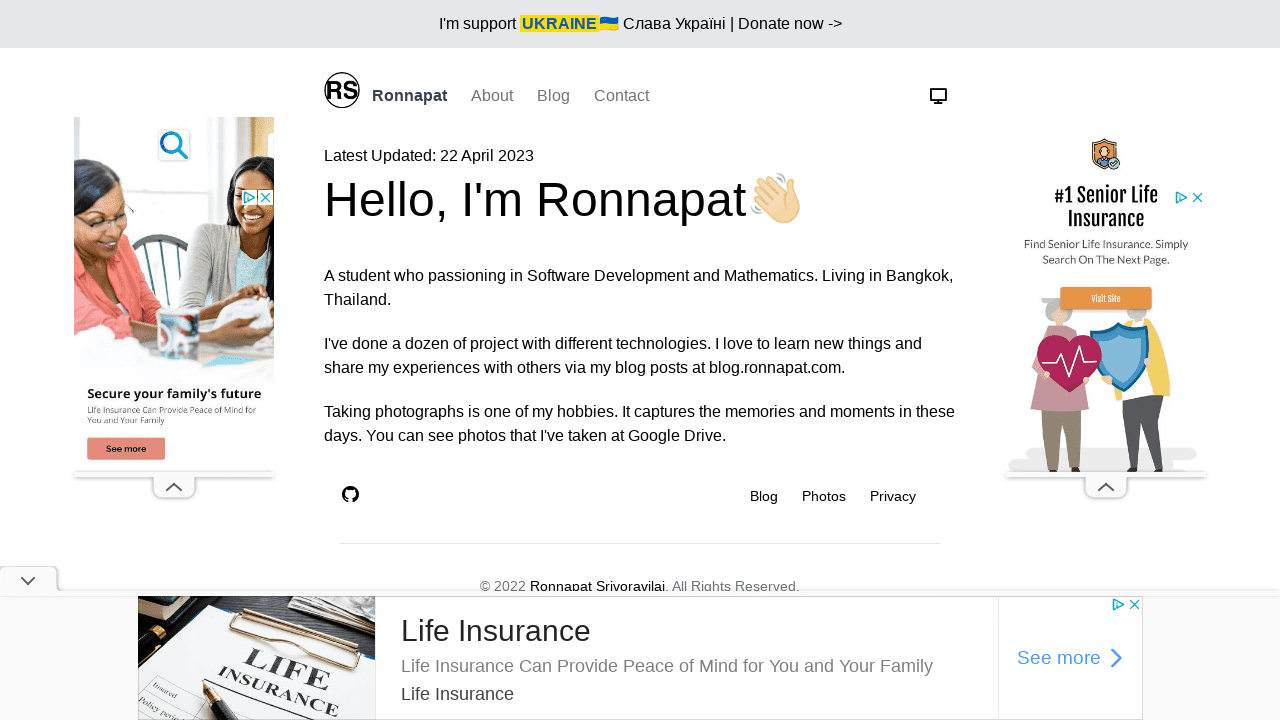 I'm support UKRAINE🇺🇦 Слава Україні | Donate now ->
RS Ronnapat About Blog Contact
Latest Updated: 22 April 2023
Hello, I'm Ronnapat👋🏼
A student who passioning in Software Development and Mathematics. Living in Bangkok,
Thailand.
I've done a dozen of project with different technologies. I love to learn new things and
share my experiences with others via my blog posts at blog.ronnapat.com.
Taking photographs is one of my hobbies. It captures the memories and moments in these
days. You can see photos that I've taken at Google Drive.
Blog Photos Privacy
© 2022 Ronnapat Srivoravilai. All Rights Reserved.
Secure your family's future
Life Insurance Can Provide Peace of Mind for
You and Your Family
See more
#1 Senior Life
Insurance
Find Senior Life Insurance. Simply
Search On The Next Page.
Visit Site
LIFE
INSURANCE
Insured
Life Insurance
Life Insurance Can Provide Peace of Mind for You and Your Family
Life Insurance
See more